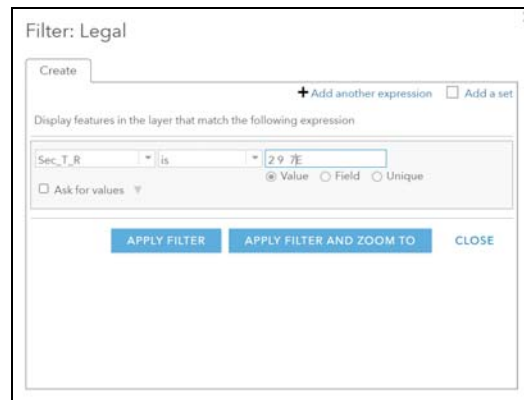 Filter: Legal
Create
Add another expression Add a set
Display features in the layer that match the following expression
Sec_T_R is 2 9 7E
Value Field Unique
Ask for values
APPLY FILTER APPLY FILTER AND ZOOM TO CLOSE